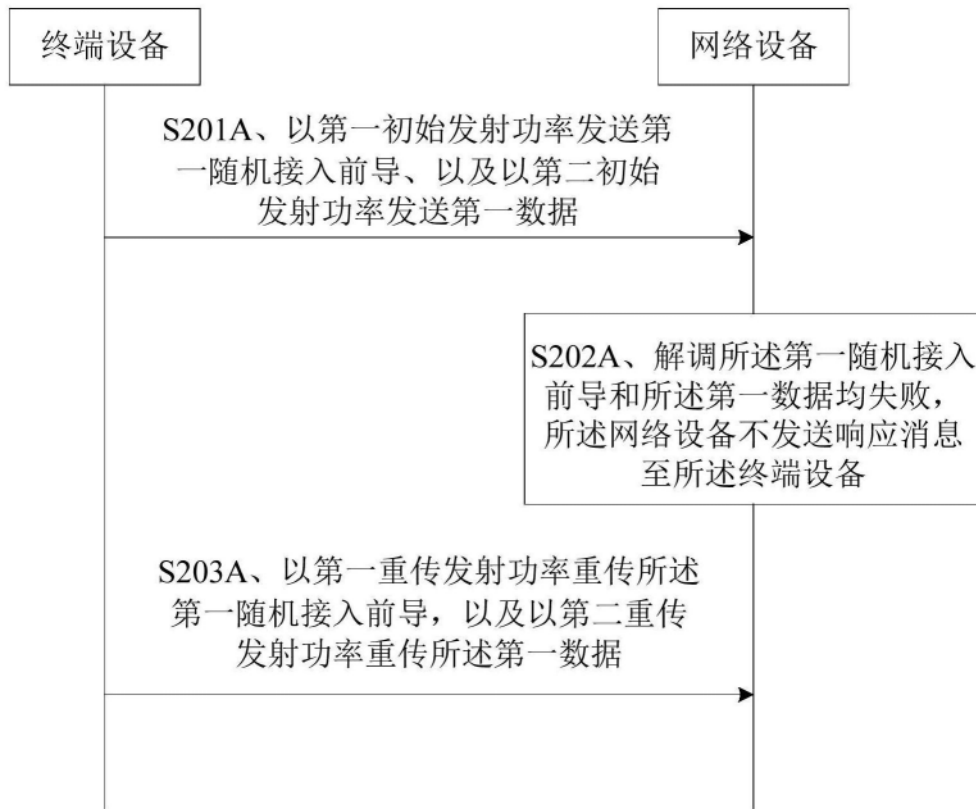 终端设备
网络设备
S201A、以第一初始发射功率发送第
一随机接入前导、以及以第二初始
发射功率发送第一数据
S202A、解调所述第一随机接入
前导和所述第一数据均失败，
所述网络设备不发送响应消息
至所述终端设备
S203A、以第一重传发射功率重传所述
第一随机接入前导，以及以第二重传
发射功率重传所述第一数据